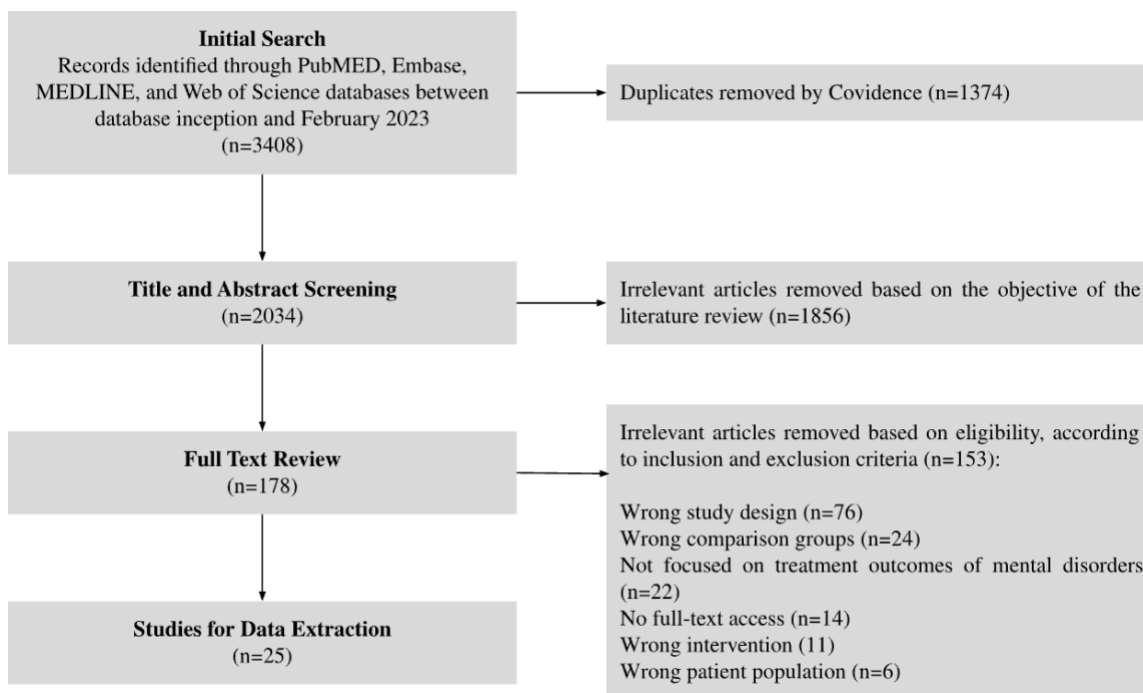 Initial Search
Records identified through PubMED, Embase,
MEDLINE, and Web of Science databases between
database inception and February 2023
(n=3408)
Duplicates removed by Covidence (n=1374)
Title and Abstract Screening
(n=2034)
Irrelevant articles removed based on the objective of the
literature review (n=1856)
Full Text Review
(n=178)
Irrelevant articles removed based on eligibility, according
to inclusion and exclusion criteria (n=153):
Wrong study design (n=76)
Wrong comparison groups (n=24)
Not focused on treatment outcomes of mental disorders
(n=22)
No full-text access (n=14)
Wrong intervention (11)
Wrong patient population (n=6)
Studies for Data Extraction
(n=25)